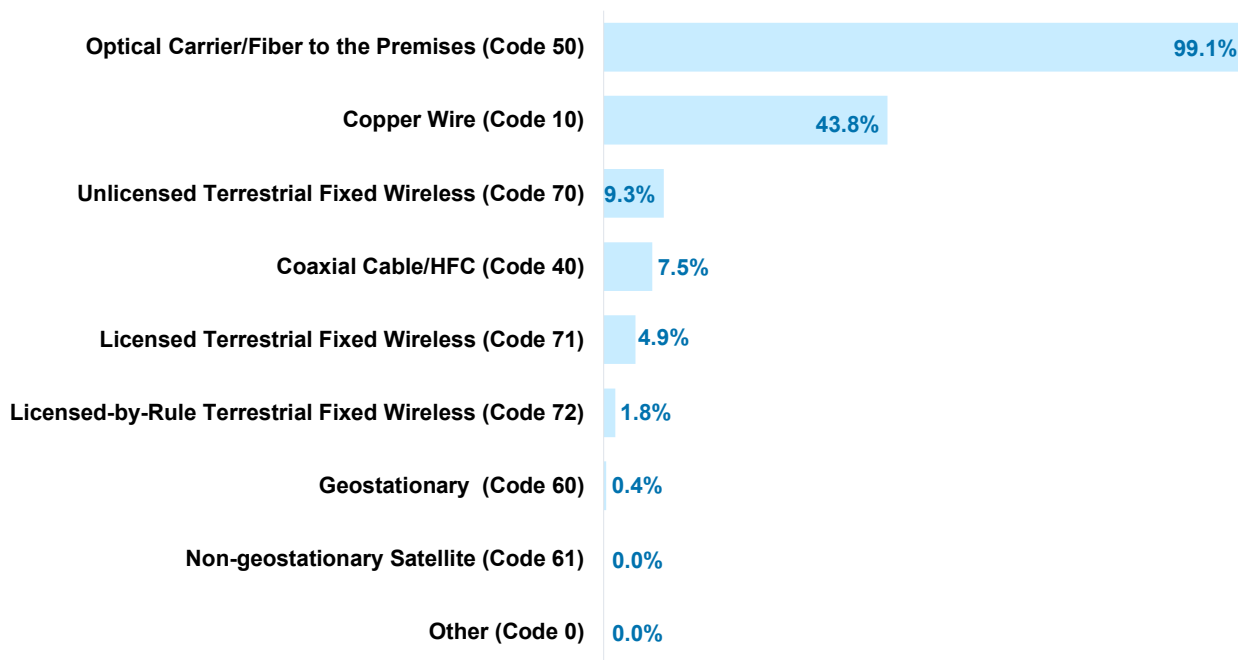 Optical Carrier/Fiber to the Premises (Code 50) 99.1%
Copper Wire (Code 10) 43.8%
Unlicensed Terrestrial Fixed Wireless (Code 70) 9.3%
Coaxial Cable/HFC (Code 40) 7.5%
Licensed Terrestrial Fixed Wireless (Code 71) 4.9%
Licensed-by-Rule Terrestrial Fixed Wireless (Code 72) 1.8%
Geostationary (Code 60) 0.4%
Non-geostationary Satellite (Code 61) 0.0%
Other (Code 0) 0.0%